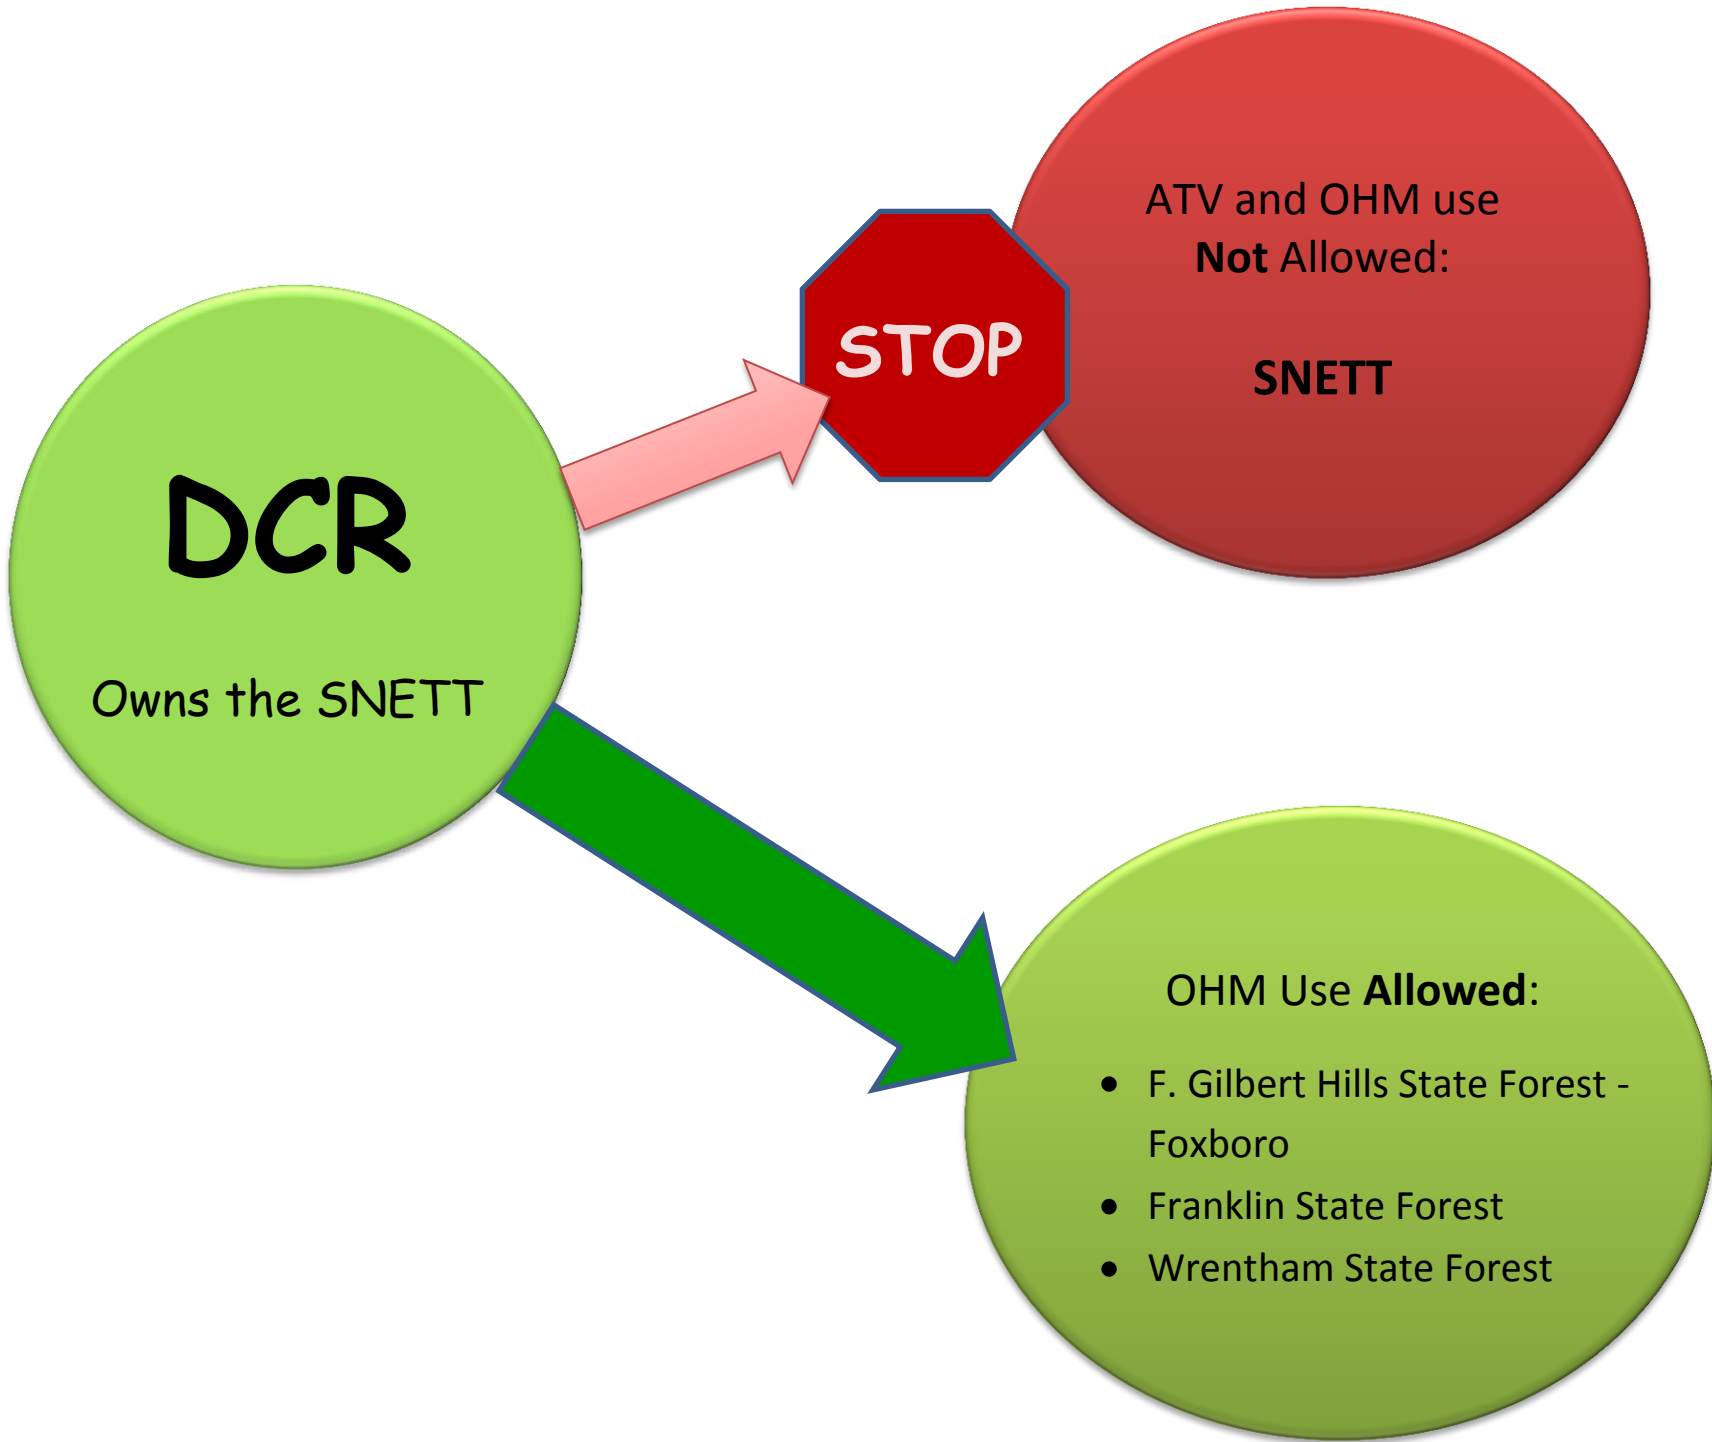 DCR
Owns the SNETT
STOP
ATV and OHM use
Not Allowed:
SNETT
OHM Use Allowed:
• F. Gilbert Hills State Forest -
Foxboro
• Franklin State Forest
• Wrentham State Forest